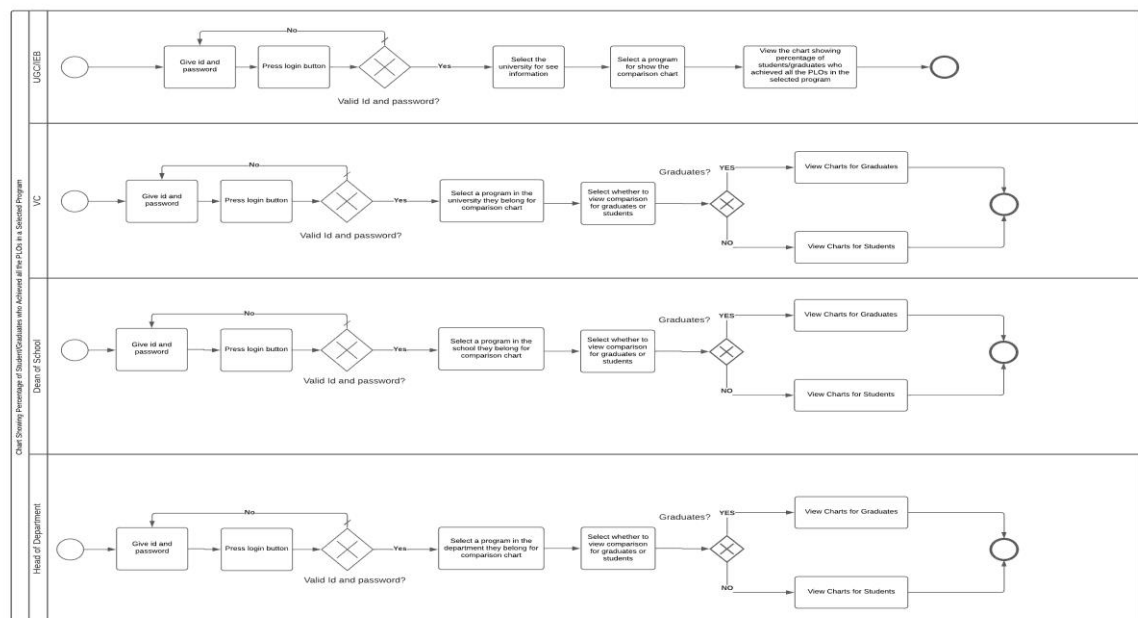 Chart Showing Percentage of Student/Graduates who Achieved all the PLOs in a Selected Program
UGC/IEB
No
Give id and
password
Press login button
Valid Id and password?
Yes
Select the
university for see
information
Select a program
for show the
comparison chart
View the chart showing
percentage of
students/graduates who
achieved all the PLOs in the
selected program
VC
No
Give id and
password
Press login button
Valid Id and password?
Yes
Select a program in the
university they belong for
comparison chart
Select whether to
view comparison
for graduates or
students
Graduates?
YES
View Charts for Graduates
NO
View Charts for Students
Dean of School
No
Give id and
password
Press login button
Valid Id and password?
Yes
Select a program in the
school they belong for
comparison chart
Select whether to
view comparison
for graduates or
students
Graduates?
YES
View Charts for Graduates
NO
View Charts for Students
Head of Department
No
Give id and
password
Press login button
Valid Id and password?
Yes
Select a program in the
department they belong for
comparison chart
Select whether to
view comparison
for graduates or
students
Graduates?
YES
View Charts for Graduates
NO
View Charts for Students